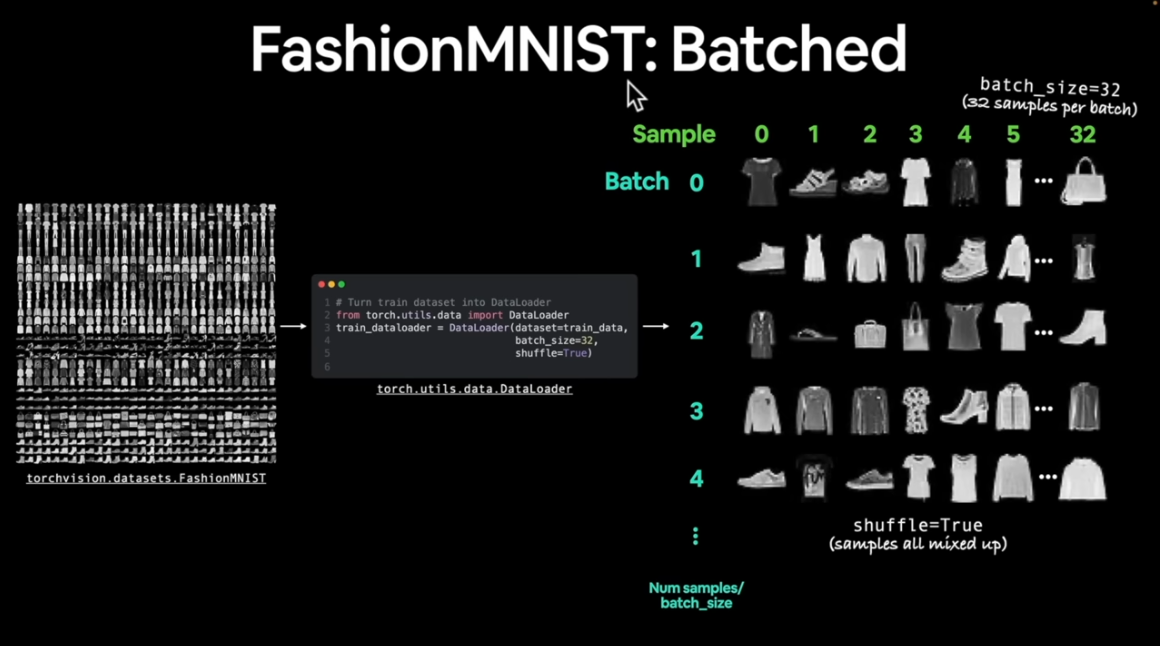 FashionMNIST: Batched
batch_size=32
(32 samples per batch)
Sample 0 1 2 3 4 5 32
Batch 0
1
2
3
4
1 # Turn train dataset into DataLoader
2 from torch.utils.data import DataLoader
3 train_dataloader = DataLoader(dataset=train_data,
4 batch_size=32,
5 shuffle=True)
6
torch.utils.data.DataLoader
torchvision.datasets.FashionMNIST
shuffle=True
(samples all mixed up)
Num samples/
batch_size